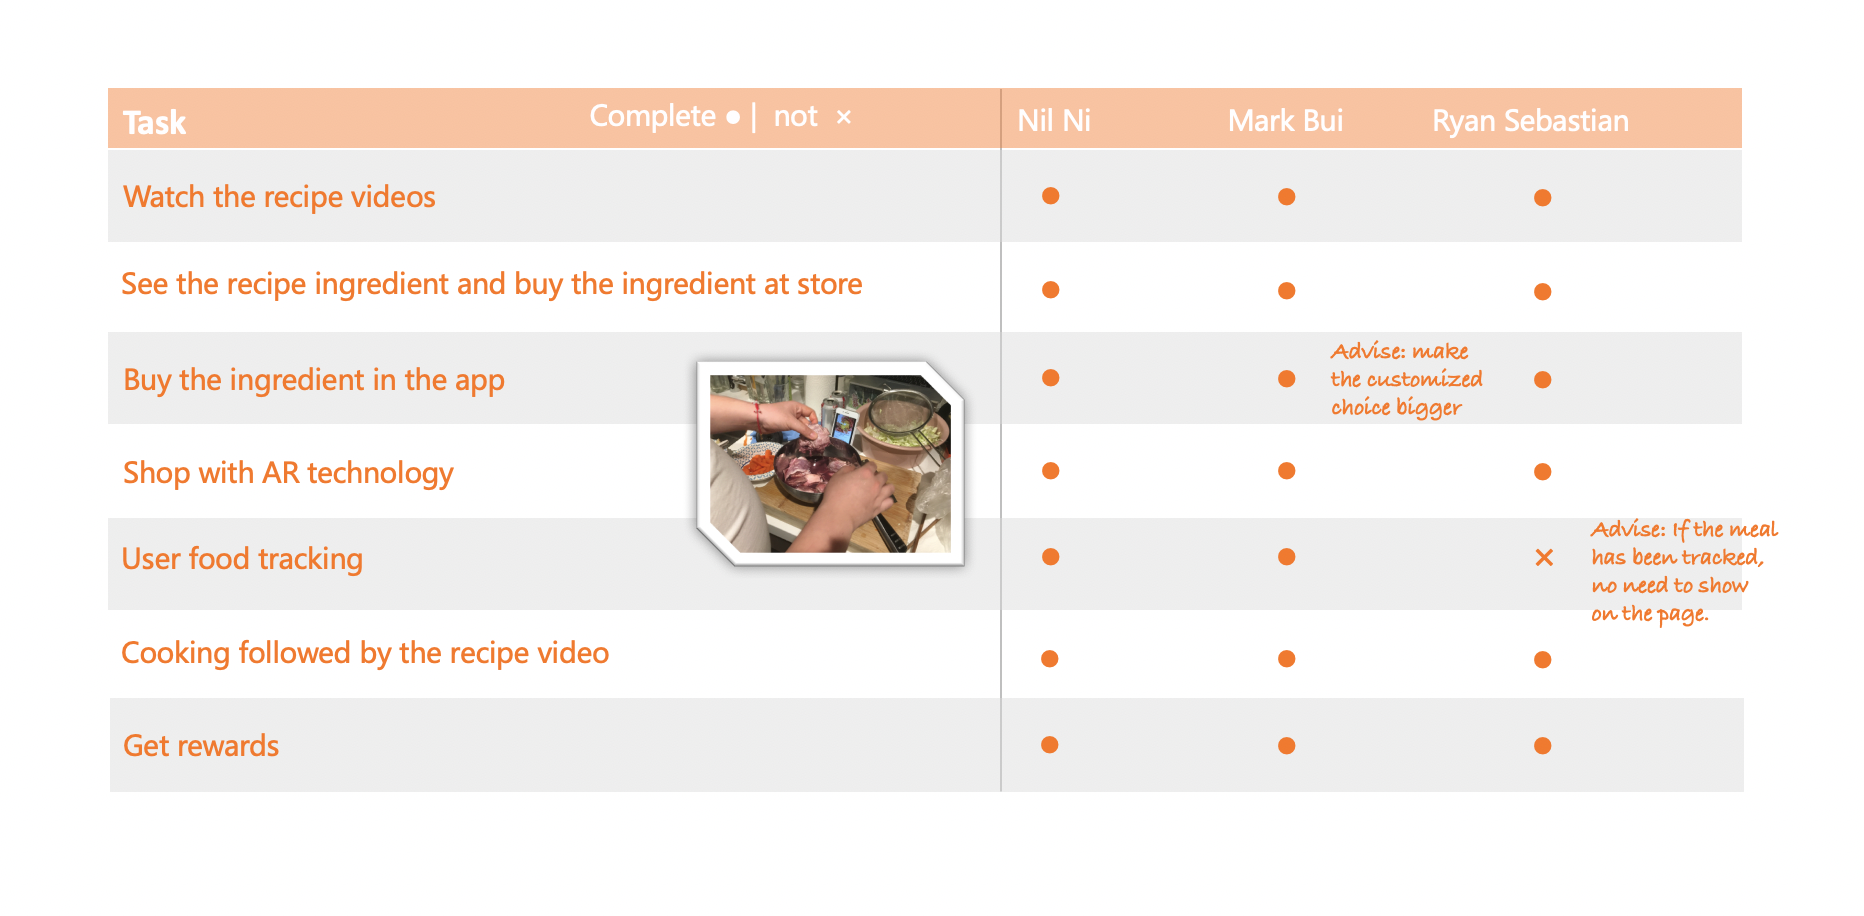 Task Complete ● | not × Nil Ni Mark Bui Ryan Sebastian
Watch the recipe videos ● ● ●
See the recipe ingredient and buy the ingredient at store ● ● ●
Buy the ingredient in the app ● ● ●
Advise: make
the customized
choice bigger
Shop with AR technology ● ● ●
User food tracking ● ● ×
Advise: If the meal
has been tracked,
no need to show
on the page.
Cooking followed by the recipe video ● ● ●
Get rewards ● ● ●